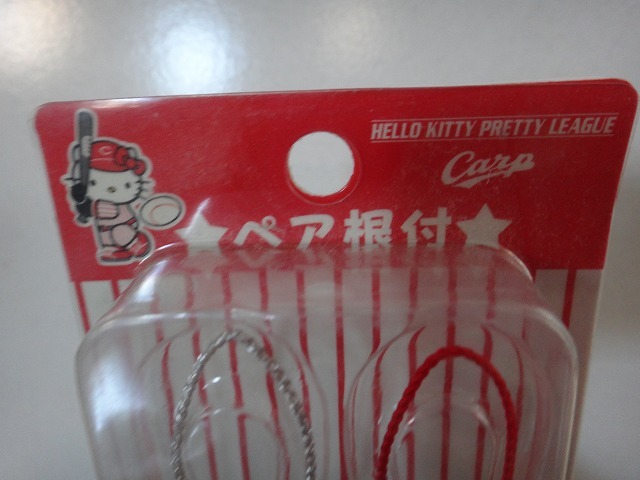 HELLO KITTY PRETTY LEAGUE
Carp
★ペア根付★